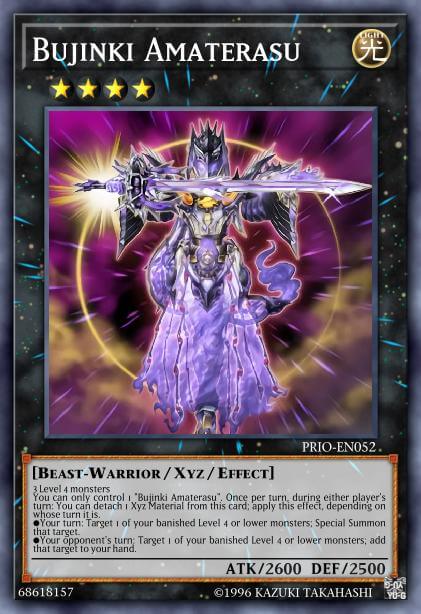 BUJINKI AMATERASU
LIGHT
光
PRIO-EN052
[BEAST-WARRIOR / XYZ / EFFECT]
3 Level 4 monsters
You can only control 1 "Bujinki Amaterasu". Once per turn, during either player's
turn: You can detach 1 Xyz Material from this card; apply this effect, depending on
whose turn it is.
●Your turn: Target 1 of your banished Level 4 or lower monsters; Special Summon
that target.
●Your opponent's turn: Target 1 of your banished Level 4 or lower monsters; add
that target to your hand.
ATK/2600 DEF/2500
68618157
©1996 KAZUKI TAKAHASHI